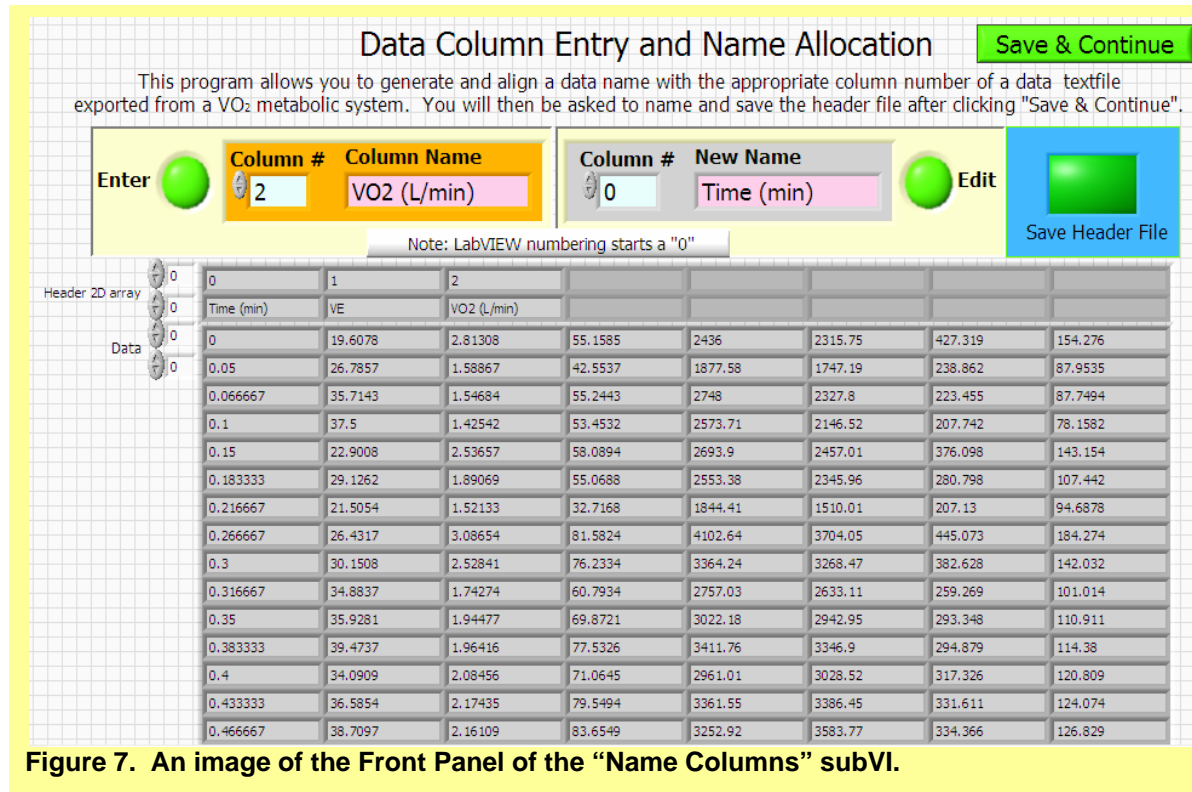 Data Column Entry and Name Allocation
Save & Continue
This program allows you to generate and align a data name with the appropriate column number of a data textfile
exported from a VO₂ metabolic system. You will then be asked to name and save the header file after clicking "Save & Continue".
Enter
Column # Column Name
2 VO2 (L/min)
Column # New Name
0 Time (min)
Edit
Save Header File
Note: LabVIEW numbering starts a "0"
Header 2D array 0 0 1 2
0 Time (min) VE VO2 (L/min)
Data 0 0 19.6078 2.81308 55.1585 2436 2315.75 427.319 154.276
0 0.05 26.7857 1.58867 42.5537 1877.58 1747.19 238.862 87.9535
0.066667 35.7143 1.54684 55.2443 2748 2327.8 223.455 87.7494
0.1 37.5 1.42542 53.4532 2573.71 2146.52 207.742 78.1582
0.15 22.9008 2.53657 58.0894 2693.9 2457.01 376.098 143.154
0.183333 29.1262 1.89069 55.0688 2553.38 2345.96 280.798 107.442
0.216667 21.5054 1.52133 32.7168 1844.41 1510.01 207.13 94.6878
0.266667 26.4317 3.08654 81.5824 4102.64 3704.05 445.073 184.274
0.3 30.1508 2.52841 76.2334 3364.24 3268.47 382.628 142.032
0.316667 34.8837 1.74274 60.7934 2757.03 2633.11 259.269 101.014
0.35 35.9281 1.94477 69.8721 3022.18 2942.95 293.348 110.911
0.383333 39.4737 1.96416 77.5326 3411.76 3346.9 294.879 114.38
0.4 34.0909 2.08456 71.0645 2961.01 3028.52 317.326 120.809
0.433333 36.5854 2.17435 79.5494 3361.55 3386.45 331.611 124.074
0.466667 38.7097 2.16109 83.6549 3252.92 3583.77 334.366 126.829
Figure 7. An image of the Front Panel of the “Name Columns” subVI.